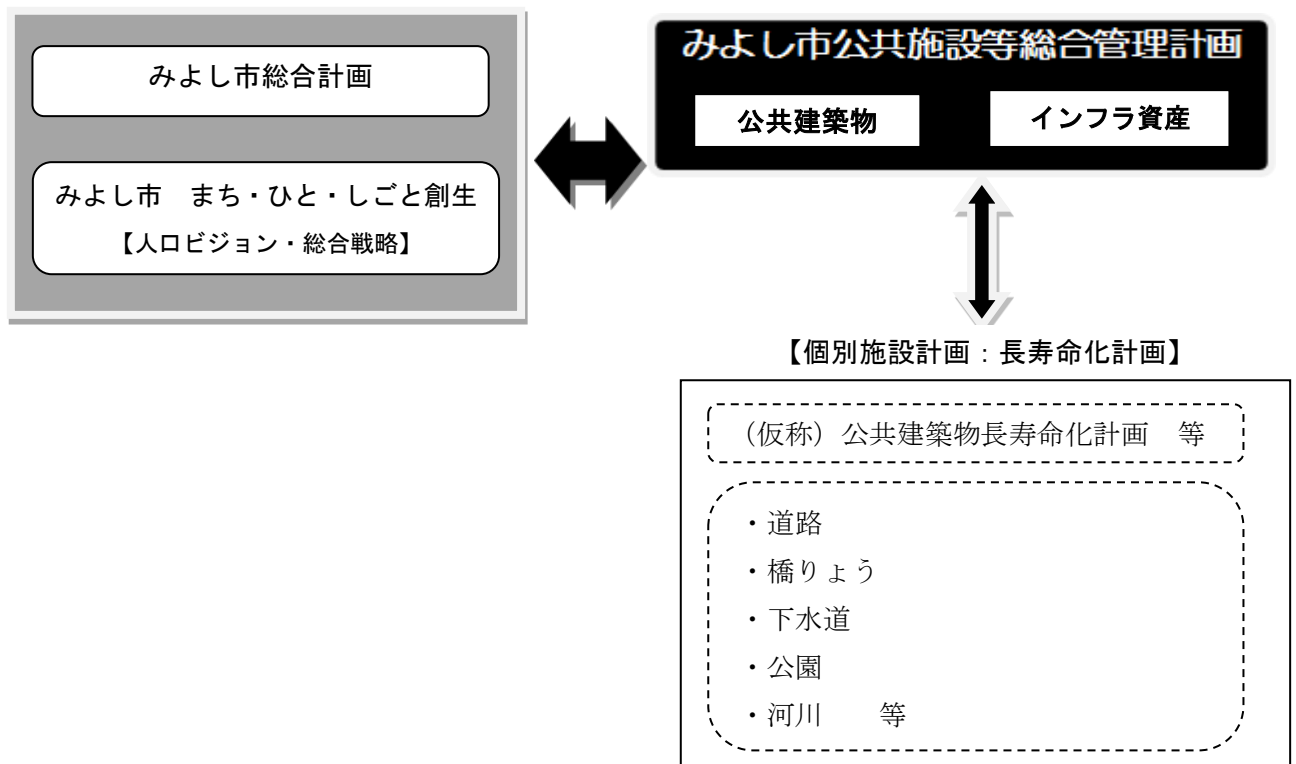 みよし市総合計画
みよし市　まち・ひと・しごと創生
【人口ビジョン・総合戦略】
みよし市公共施設等総合管理計画
公共建築物
インフラ資産
【個別施設計画：長寿命化計画】
（仮称）公共建築物長寿命化計画　等
・道路
・橋りょう
・下水道
・公園
・河川　　等